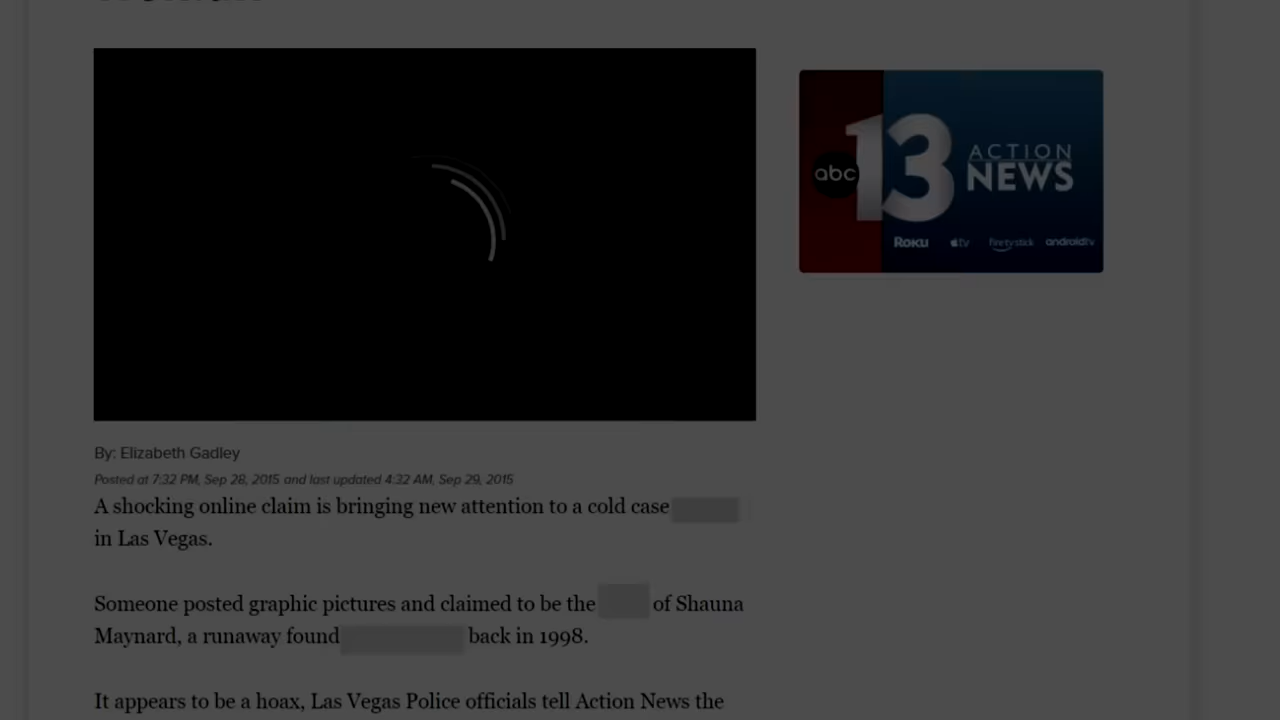 13
abc
ACTION
NEWS
Roku
tv
firetvstick
androidtv
By: Elizabeth Gadley
Posted at 7:32 PM, Sep 28, 2015 and last updated 4:32 AM, Sep 29, 2015
A shocking online claim is bringing new attention to a cold case
in Las Vegas.
Someone posted graphic pictures and claimed to be the of Shauna
Maynard, a runaway found back in 1998.
It appears to be a hoax, Las Vegas Police officials tell Action News the